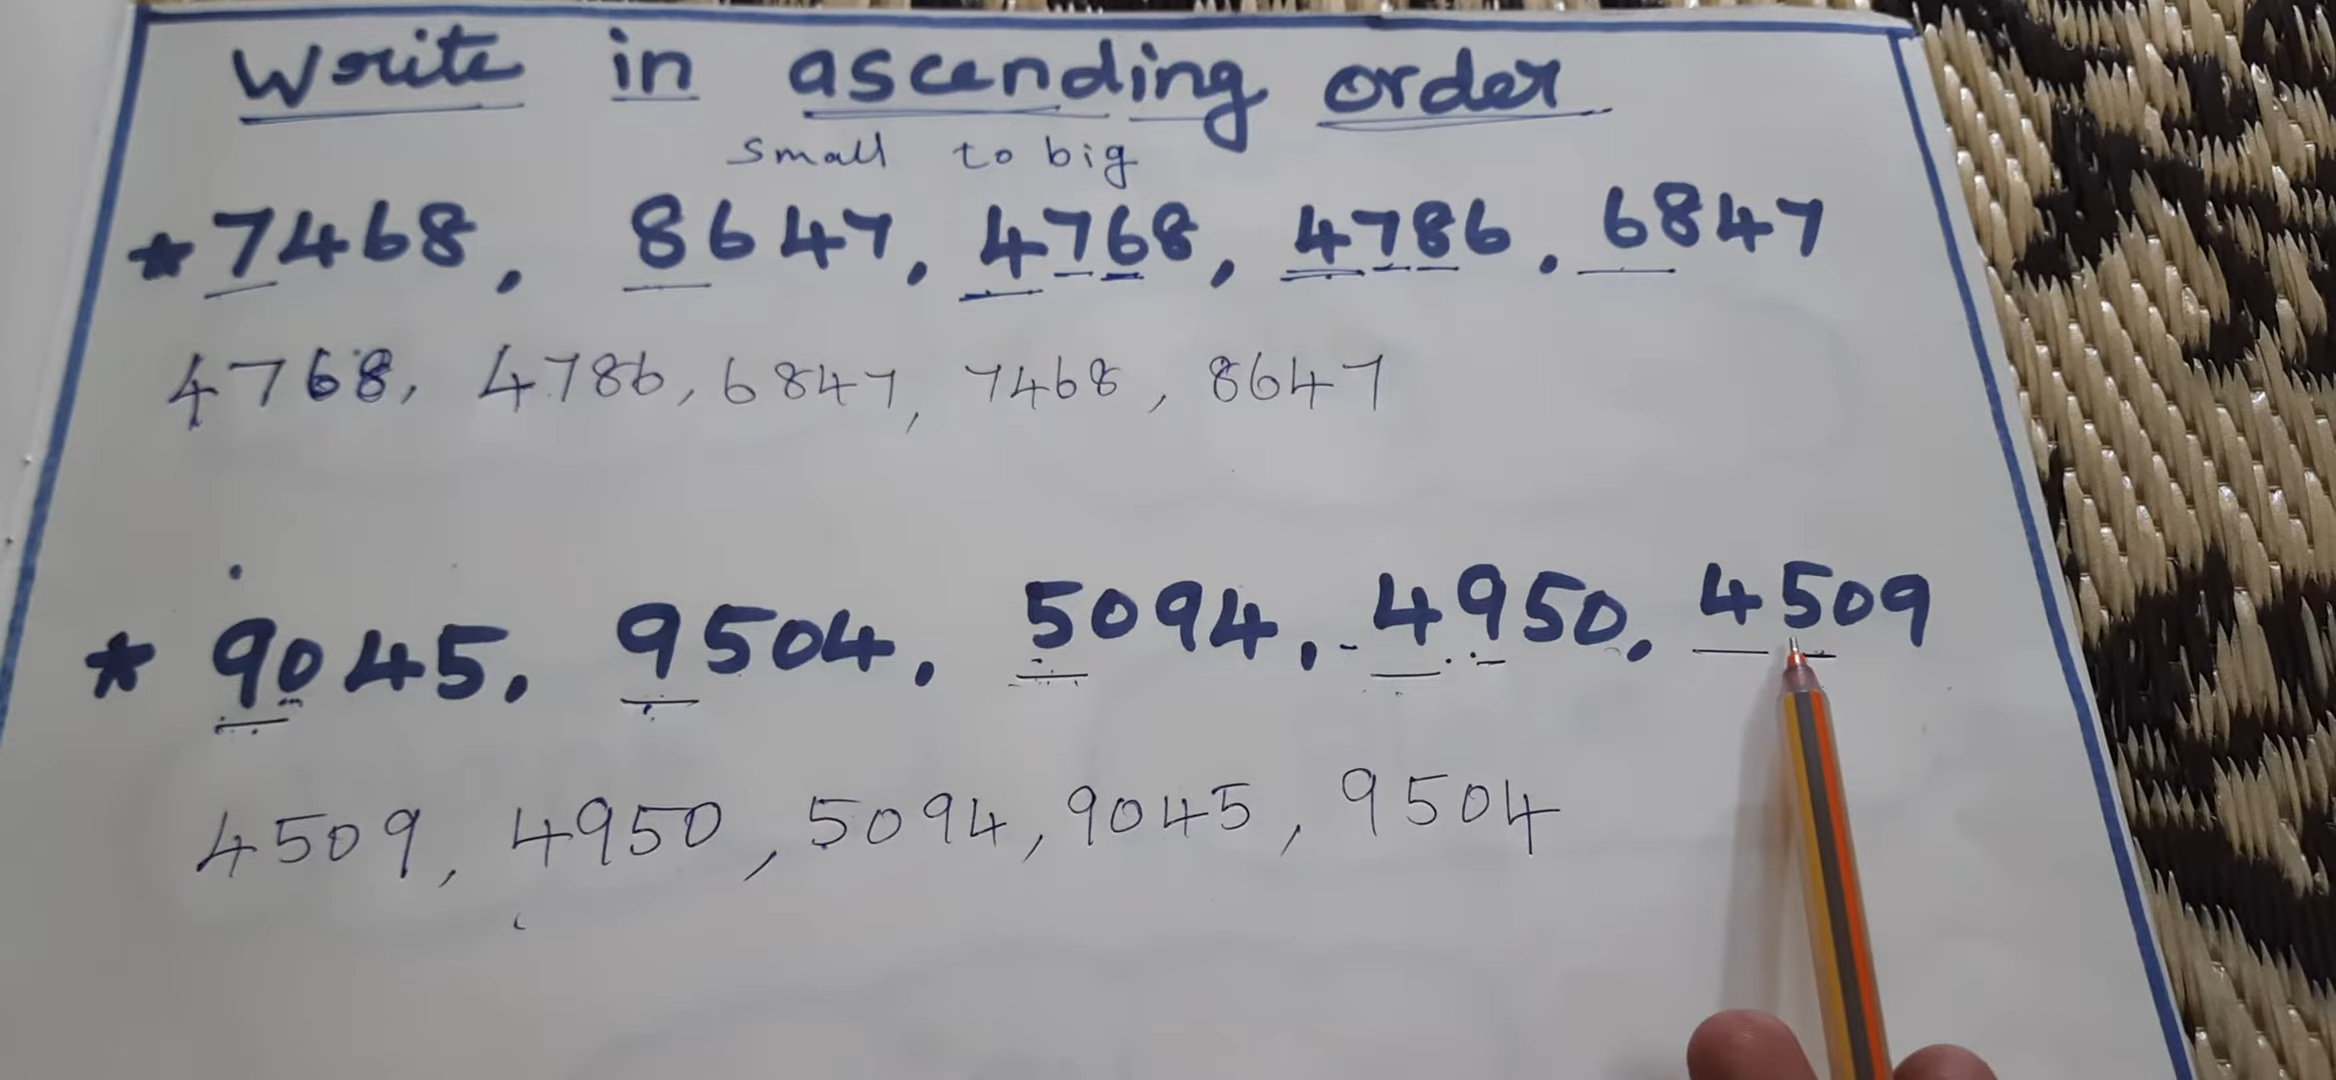 Write in ascending order
small to big
* 7468, 8647, 4768, 4786, 6847
4768, 4786, 6847, 7468, 8647
* 9045, 9504, 5094, 4950, 4509
4509, 4950, 5094, 9045, 9504